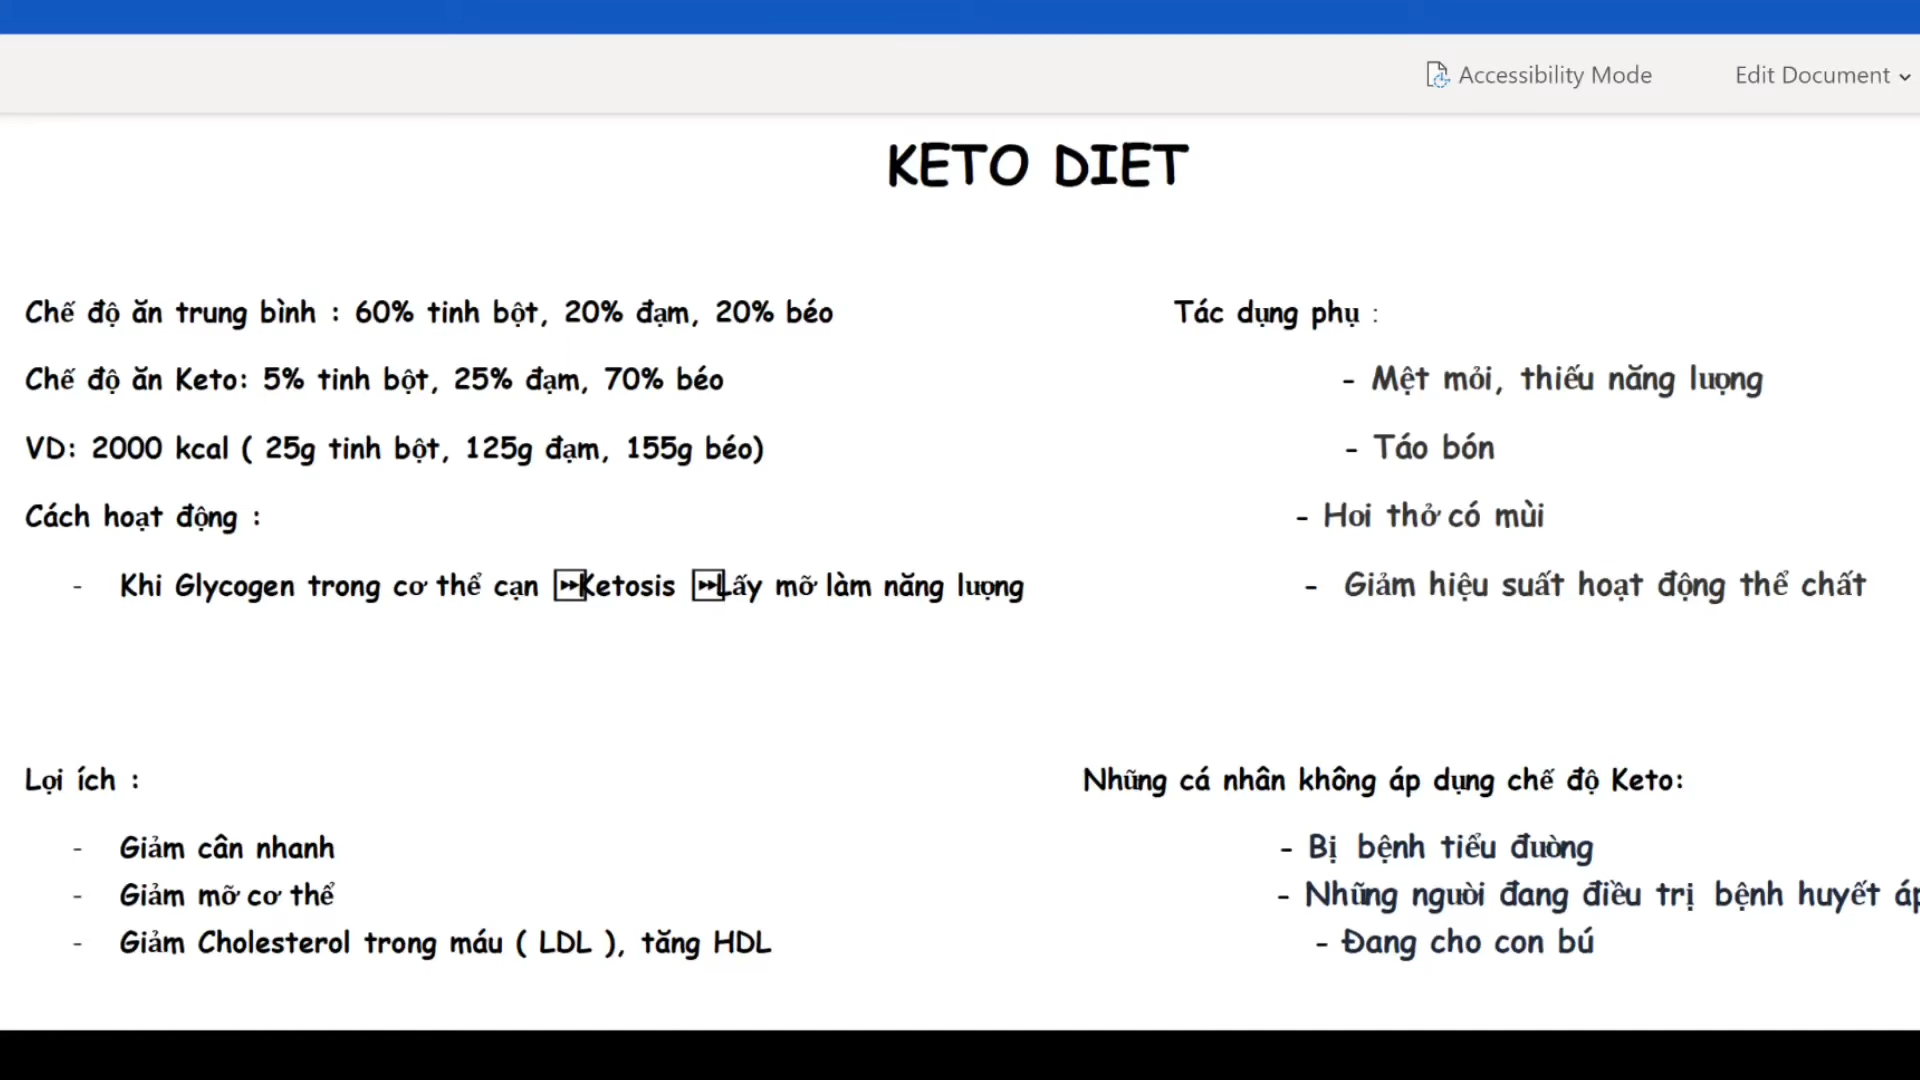 Accessibility Mode
Edit Document
KETO DIET
Chế độ ăn trung bình : 60% tinh bột, 20% đạm, 20% béo
Chế độ ăn Keto: 5% tinh bột, 25% đạm, 70% béo
VD: 2000 kcal ( 25g tinh bột, 125g đạm, 155g béo)
Cách hoạt động :
- Khi Glycogen trong cơ thể cạn ⏭Ketosis ⏭Lấy mỡ làm năng lượng
Tác dụng phụ :
- Mệt mỏi, thiếu năng lượng
- Táo bón
- Hơi thở có mùi
- Giảm hiệu suất hoạt động thể chất
Lợi ích :
- Giảm cân nhanh
- Giảm mỡ cơ thể
- Giảm Cholesterol trong máu ( LDL ), tăng HDL
Những cá nhân không áp dụng chế độ Keto:
- Bị bệnh tiểu đường
- Những người đang điều trị bệnh huyết áp
- Đang cho con bú